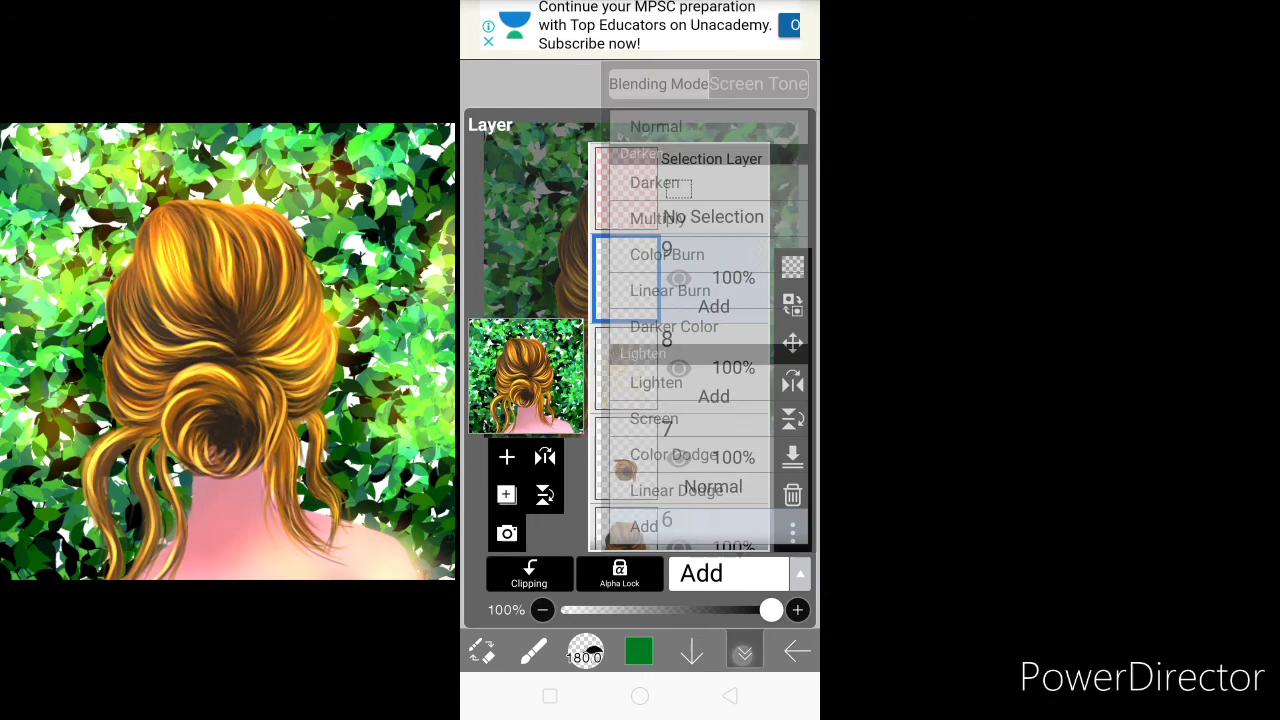 Continue your MPSC preparation
with Top Educators on Unacademy.
Subscribe now!
Blending Mode
Screen Tone
Layer
Normal
Darken
Selection Layer
Darken
No Selection
Multiply
9
Color Burn
100%
Linear Burn
Add
Darker Color
8
Lighten
100%
Lighten
Add
Screen
7
Color Dodge
100%
Linear Dodge
Normal
Add
6
100%
Clipping
Alpha Lock
Add
100%
180.0
PowerDirector